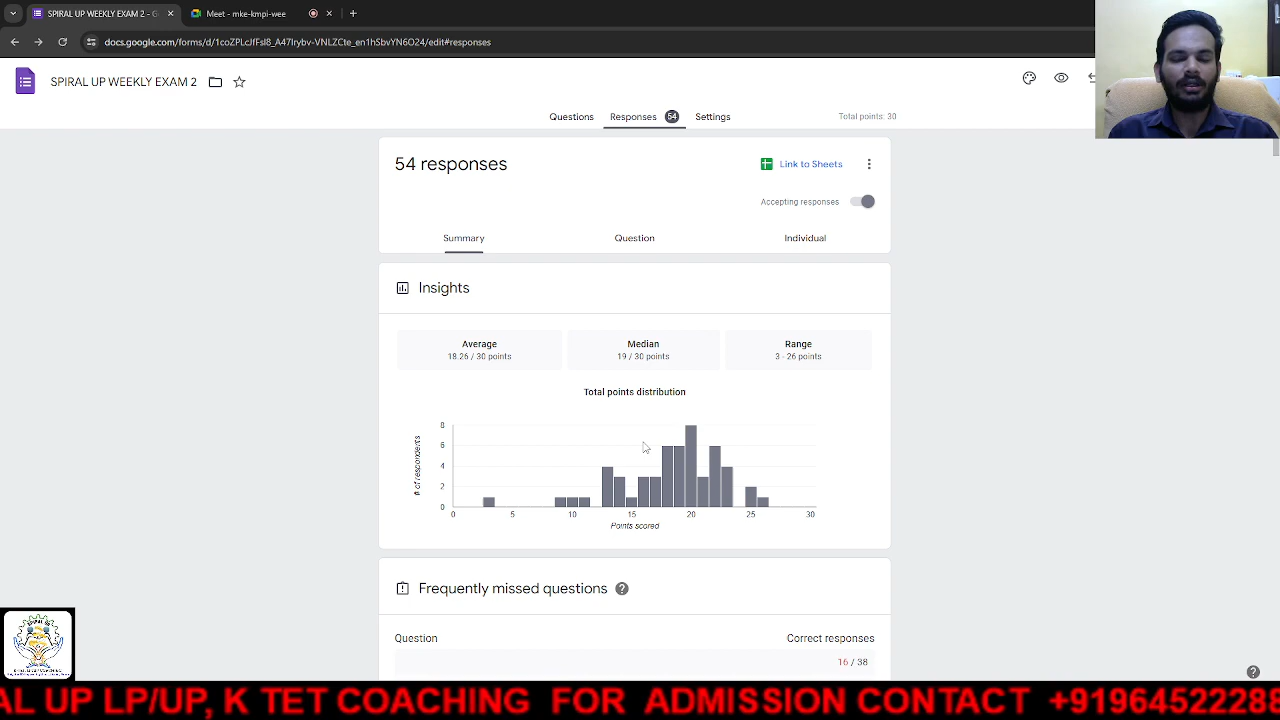 SPIRAL UP WEEKLY EXAM 2 - G
Meet - mke-kmpi-wee
docs.google.com/forms/d/1coZPLcJfFsI8_A47Irybv-VNLZCte_en1hSbvYN6O24/edit#responses
SPIRAL UP WEEKLY EXAM 2
Questions
Responses 54
Settings
Total points: 30
54 responses
Link to Sheets
Accepting responses
Summary
Question
Individual
Insights
Average
18.26 / 30 points
Median
19 / 30 points
Range
3 - 26 points
Total points distribution
# of respondents
8
6
4
2
0
0 5 10 15 20 25 30
Points scored
Frequently missed questions
Question
Correct responses
16 / 38
AL UP LP/UP, K TET COACHING FOR ADMISSION CONTACT +91964522288